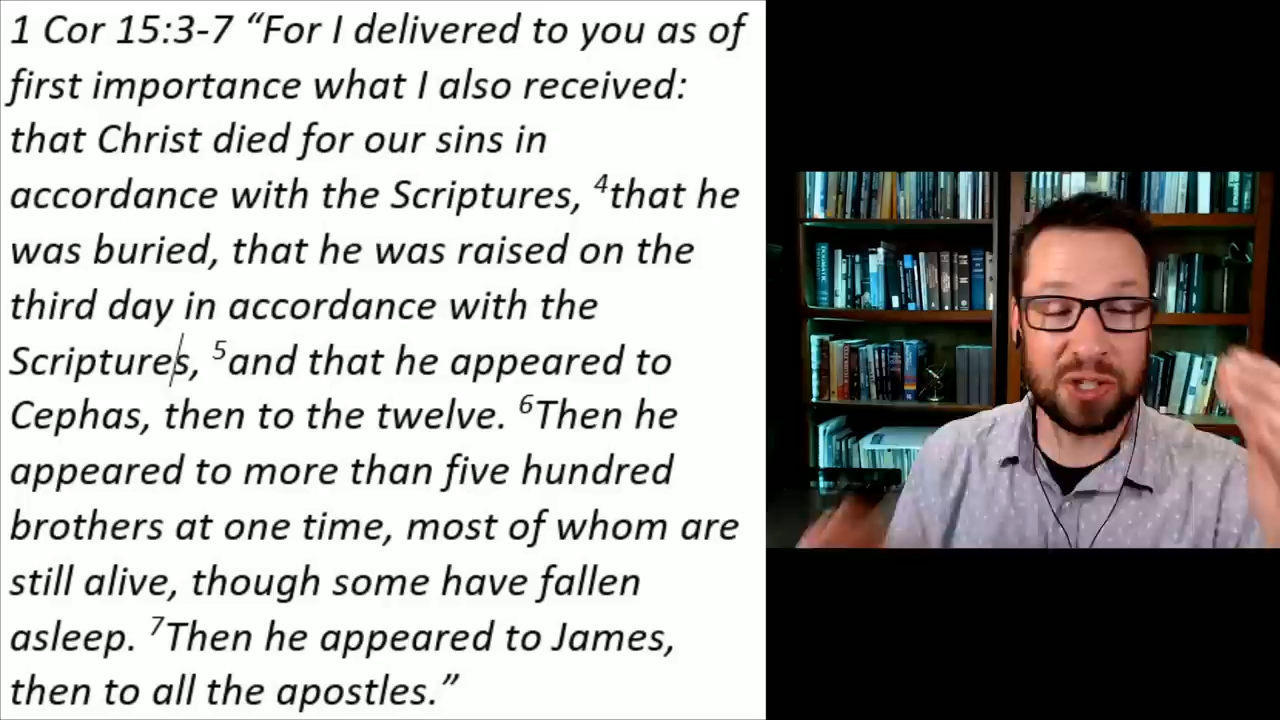 1 Cor 15:3-7 “For I delivered to you as of
first importance what I also received:
that Christ died for our sins in
accordance with the Scriptures, ⁴that he
was buried, that he was raised on the
third day in accordance with the
Scriptures, ⁵and that he appeared to
Cephas, then to the twelve. ⁶Then he
appeared to more than five hundred
brothers at one time, most of whom are
still alive, though some have fallen
asleep. ⁷Then he appeared to James,
then to all the apostles.”